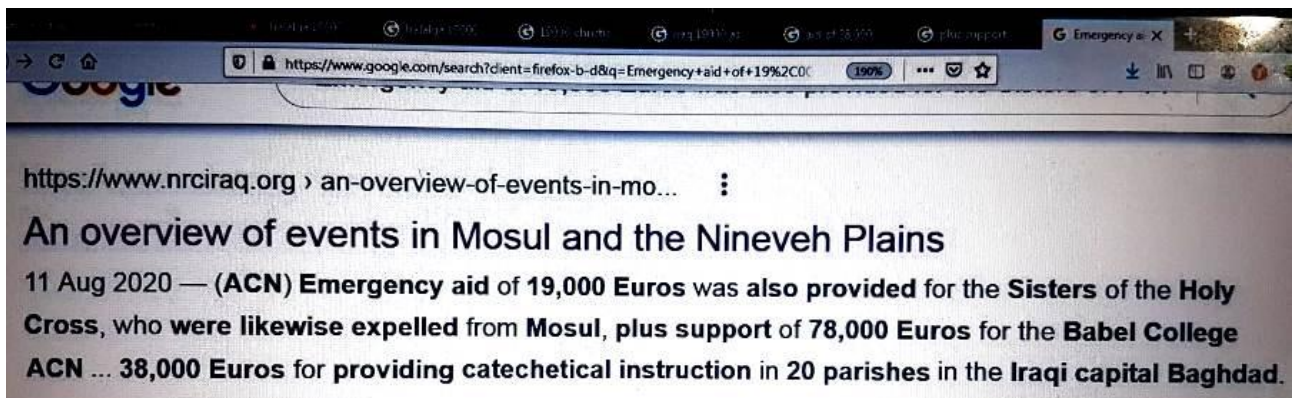 Emergency a
https://www.google.com/search?client=firefox-b-d&q=Emergency+aid+of+19%2C0
190%
Google
https://www.nrciraq.org › an-overview-of-events-in-mo...
An overview of events in Mosul and the Nineveh Plains
11 Aug 2020 — (ACN) Emergency aid of 19,000 Euros was also provided for the Sisters of the Holy
Cross, who were likewise expelled from Mosul, plus support of 78,000 Euros for the Babel College
ACN ... 38,000 Euros for providing catechetical instruction in 20 parishes in the Iraqi capital Baghdad.